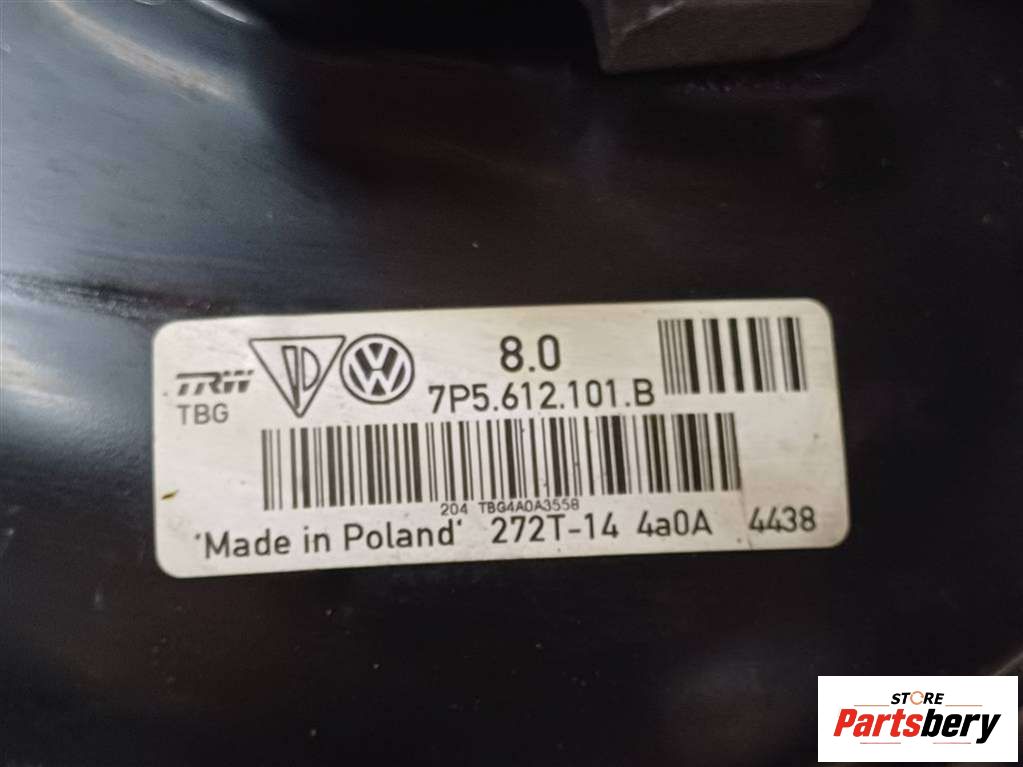 TRW
TBG
8.0
7P5.612.101.B
204 TBG4A0A3558
'Made in Poland' 272T-14 4a0A 4438
STORE
Partsbery